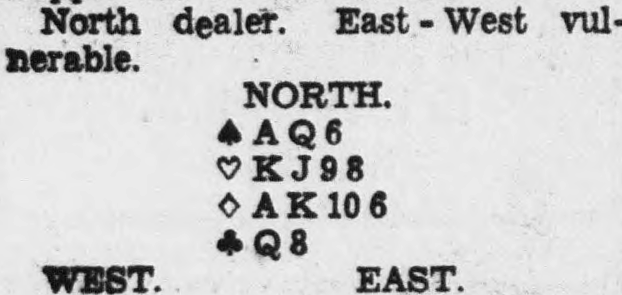 North dealer. East - West vul-
nerable.
NORTH.
♠ A Q 6
♡ K J 9 8
◇ A K 10 6
♣ Q 8
WEST. EAST.